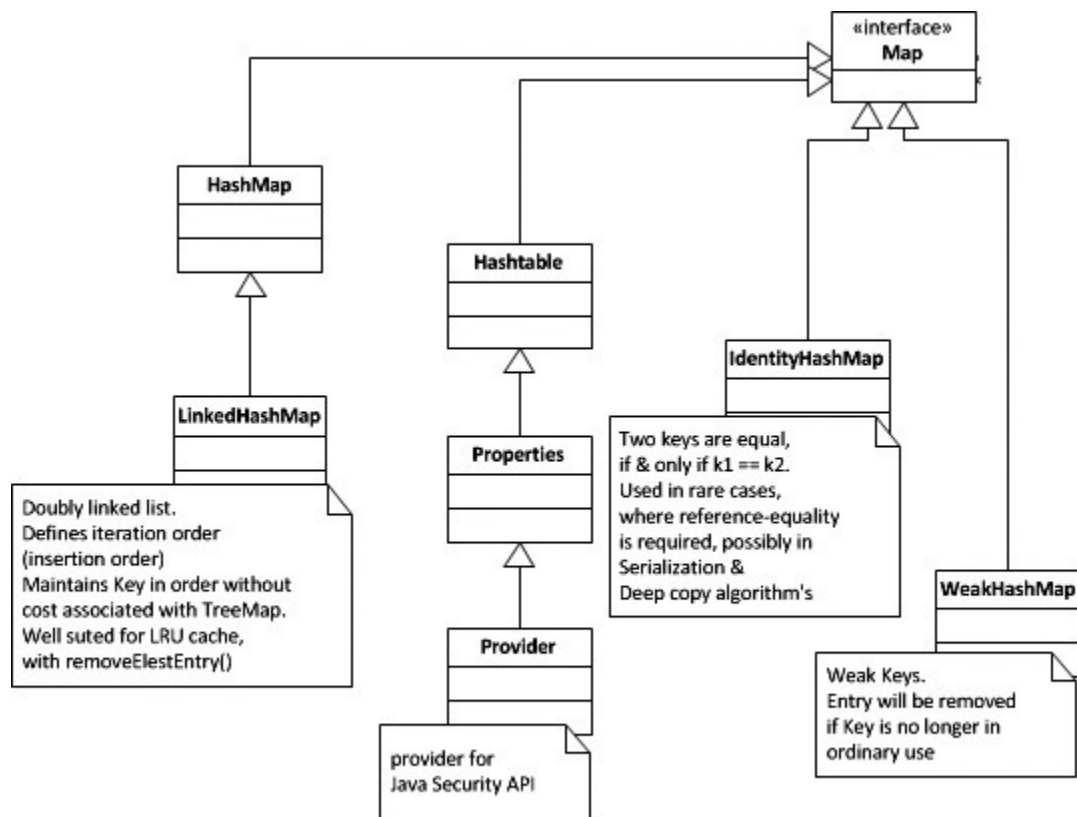 «interface»
Map
HashMap
Hashtable
IdentityHashMap
LinkedHashMap
Two keys are equal,
if & only if k1 == k2.
Used in rare cases,
where reference-equality
is required, possibly in
Serialization &
Deep copy algorithm's
Properties
Doubly linked list.
Defines iteration order
(insertion order)
Maintains Key in order without
cost associated with TreeMap.
Well suted for LRU cache,
with removeElestEntry()
WeakHashMap
Provider
Weak Keys.
Entry will be removed
if Key is no longer in
ordinary use
provider for
Java Security API